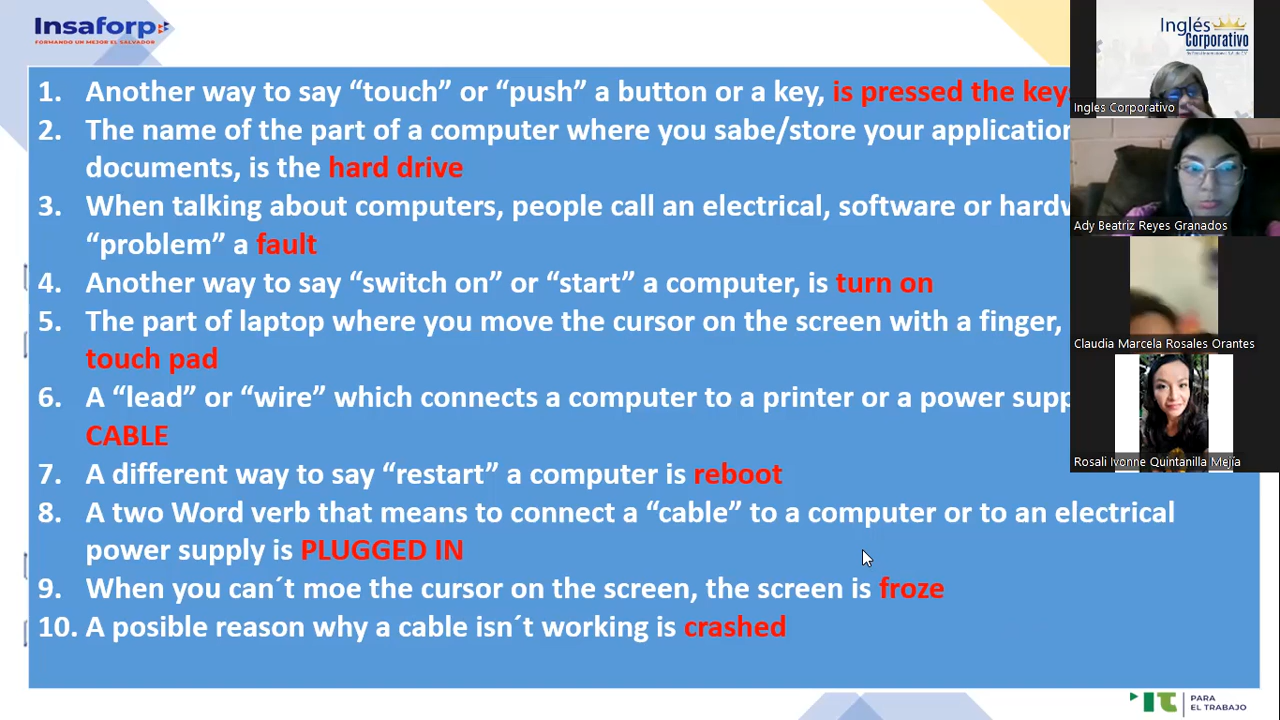 Insaforp
FORMANDO UN MEJOR EL SALVADOR
1. Another way to say “touch” or “push” a button or a key, is pressed the key
2. The name of the part of a computer where you sabe/store your application
documents, is the hard drive
3. When talking about computers, people call an electrical, software or hardw
“problem” a fault
4. Another way to say “switch on” or “start” a computer, is turn on
5. The part of laptop where you move the cursor on the screen with a finger,
touch pad
6. A “lead” or “wire” which connects a computer to a printer or a power supp
CABLE
7. A different way to say “restart” a computer is reboot
8. A two Word verb that means to connect a “cable” to a computer or to an electrical
power supply is PLUGGED IN
9. When you can´t moe the cursor on the screen, the screen is froze
10. A posible reason why a cable isn´t working is crashed
Inglés
Corporativo
Ingles Corporativo
Ady Beatriz Reyes Granados
Claudia Marcela Rosales Orantes
Rosali Ivonne Quintanilla Mejía
IT
PARA
EL TRABAJO